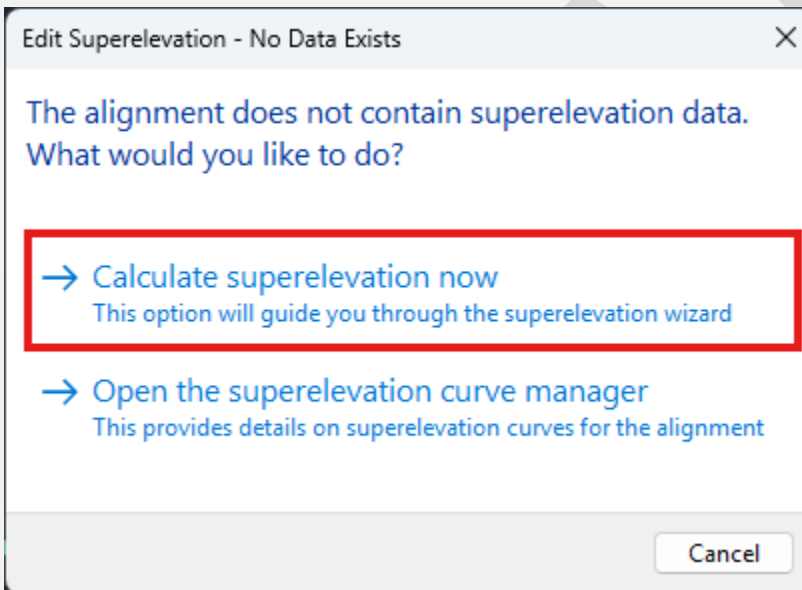 Edit Superelevation - No Data Exists
The alignment does not contain superelevation data.
What would you like to do?
→ Calculate superelevation now
This option will guide you through the superelevation wizard
→ Open the superelevation curve manager
This provides details on superelevation curves for the alignment
Cancel